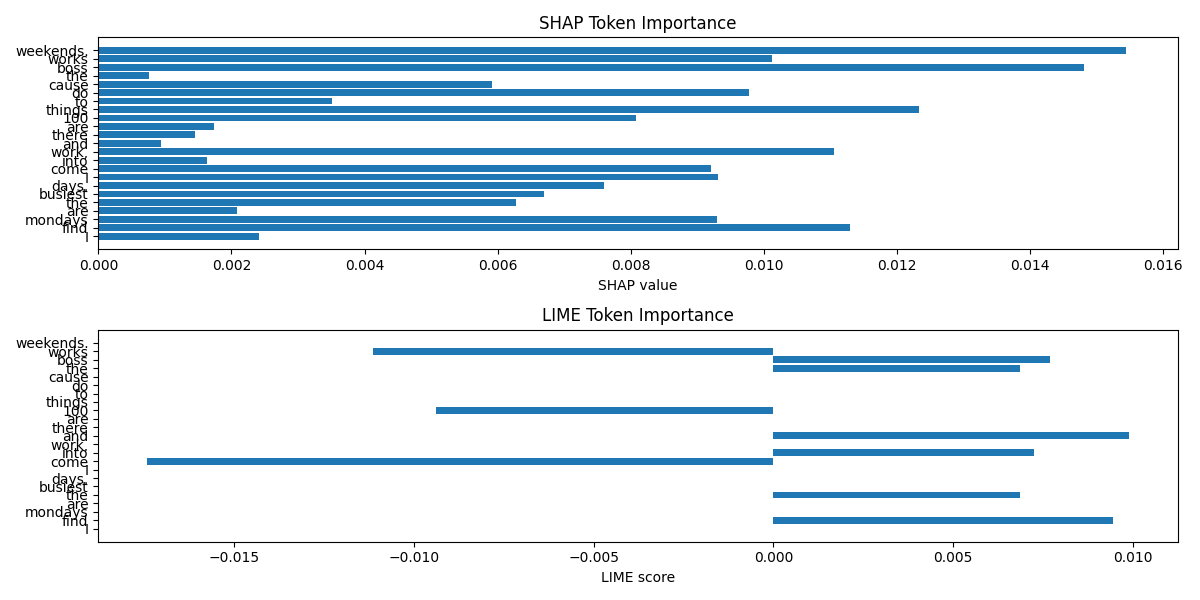 SHAP Token Importance
weekends.
works
boss
the
cause
do
to
things
100
are
there
and
work.
into
come
I
days.
busiest
the
are
mondays
find
I
0.000 0.002 0.004 0.006 0.008 0.010 0.012 0.014 0.016
SHAP value
LIME Token Importance
weekends.
works
boss
the
cause
do
to
things
100
are
there
and
work.
into
come
I
days.
busiest
the
are
mondays
find
I
−0.015 −0.010 −0.005 0.000 0.005 0.010
LIME score